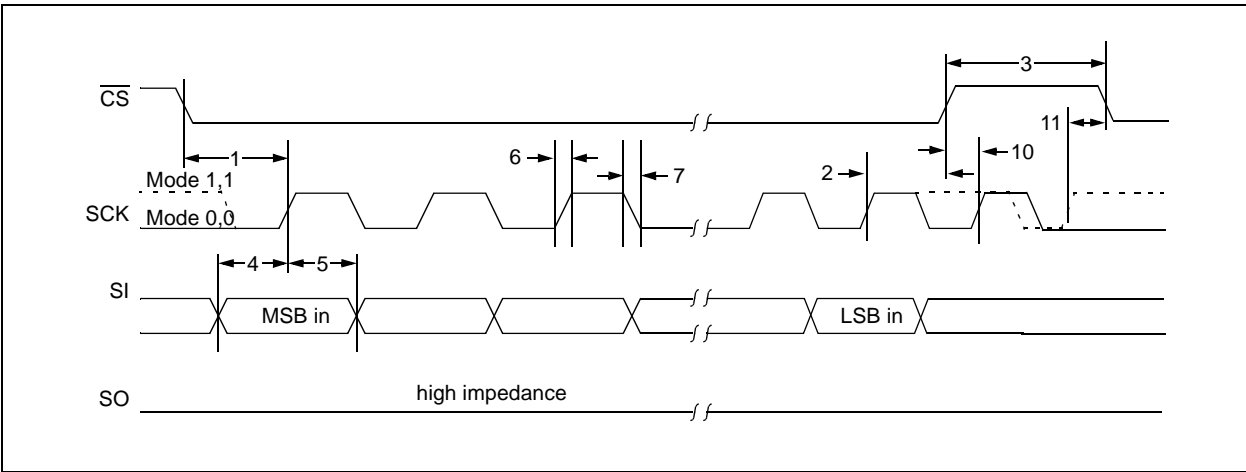 3
CS
11
1
6
7
2
10
Mode 1,1
SCK
Mode 0,0
4
5
SI
MSB in
LSB in
SO
high impedance